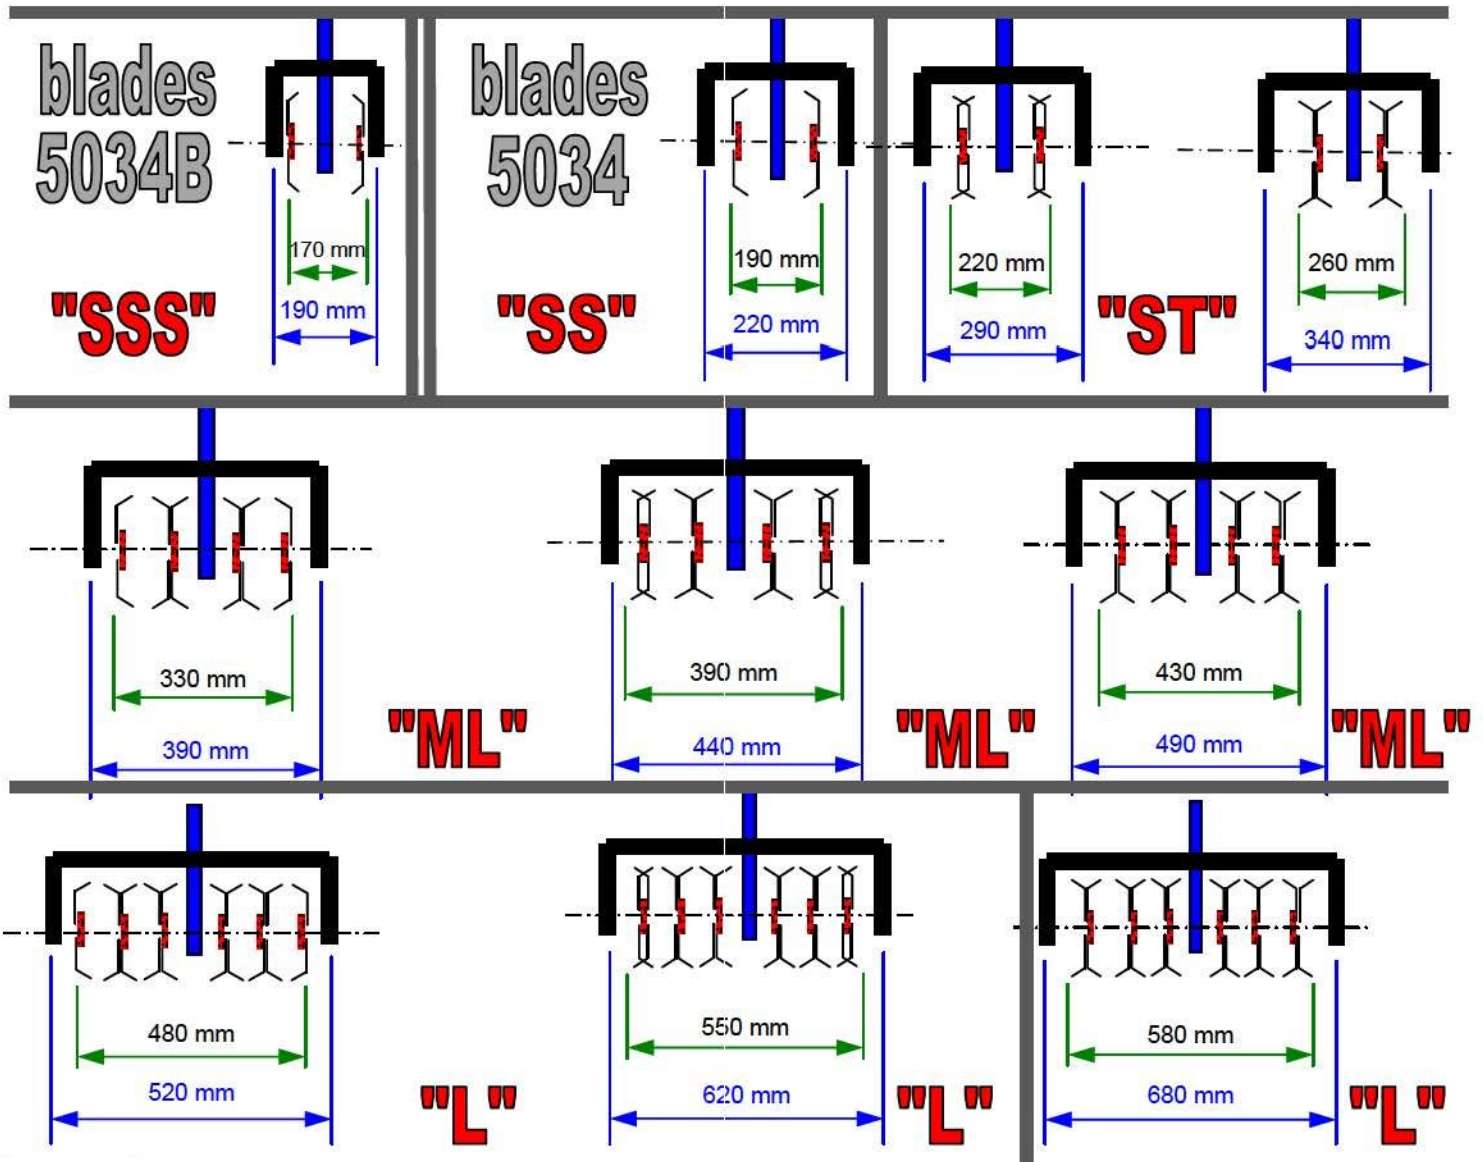 blades
5034B
"SSS"
170 mm
190 mm
blades
5034
"SS"
190 mm
220 mm
220 mm
290 mm
"ST"
260 mm
340 mm
330 mm
390 mm
"ML"
390 mm
440 mm
"ML"
430 mm
490 mm
"ML"
480 mm
520 mm
"L"
550 mm
620 mm
"L"
580 mm
680 mm
"L"